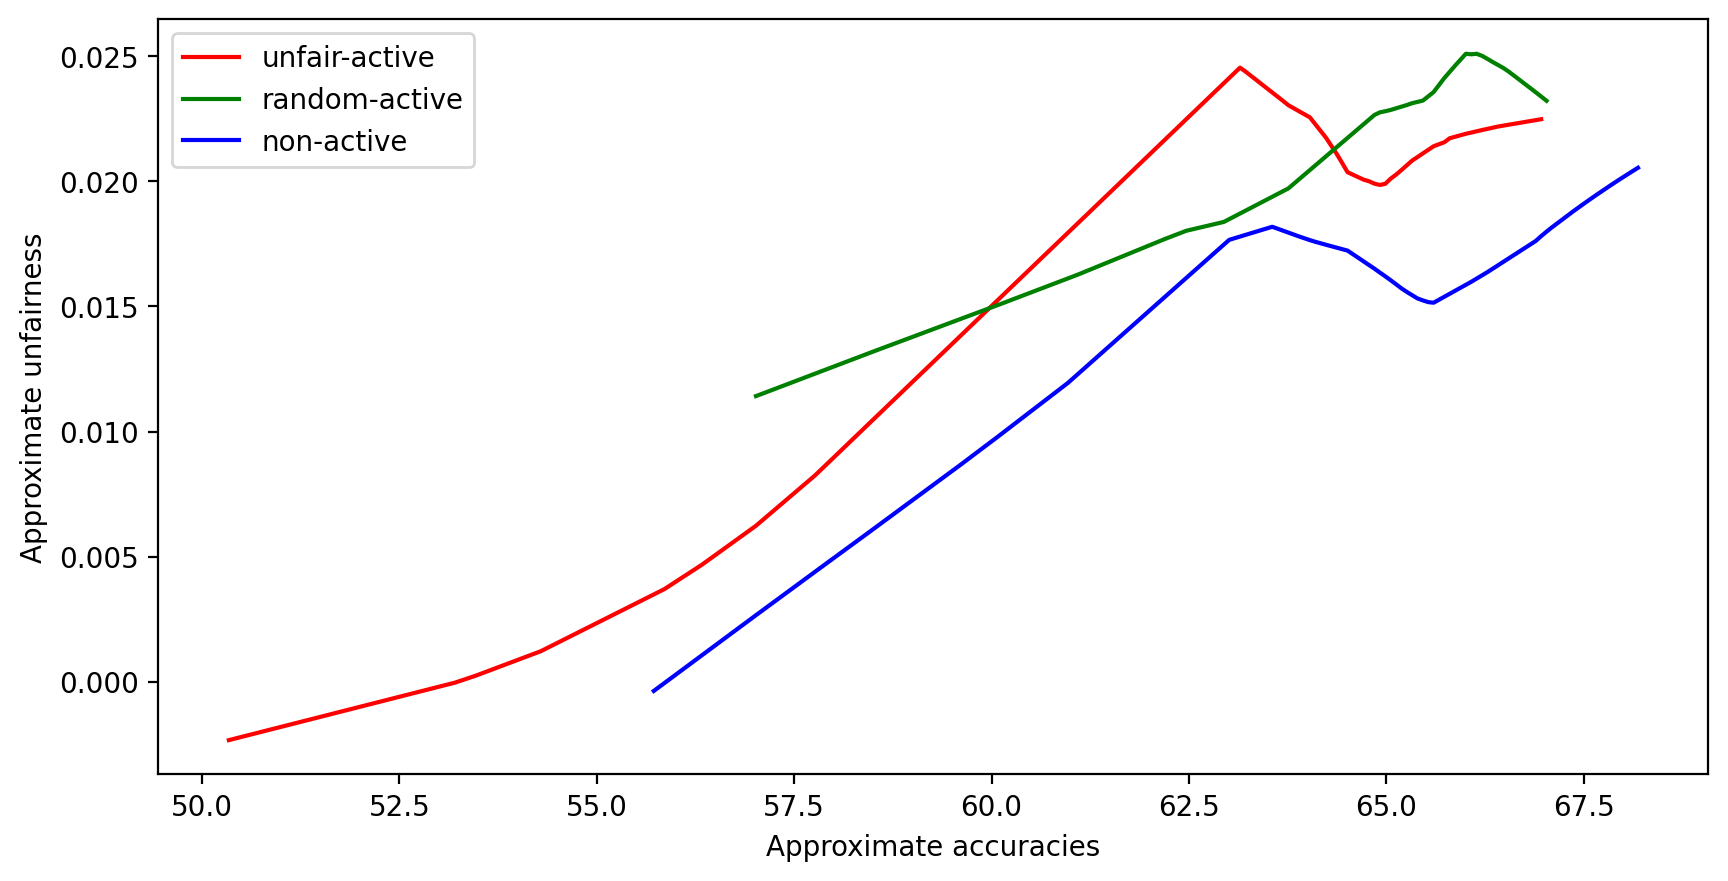 unfair-active
random-active
non-active
Approximate unfairness
0.025
0.020
0.015
0.010
0.005
0.000
50.0 52.5 55.0 57.5 60.0 62.5 65.0 67.5
Approximate accuracies